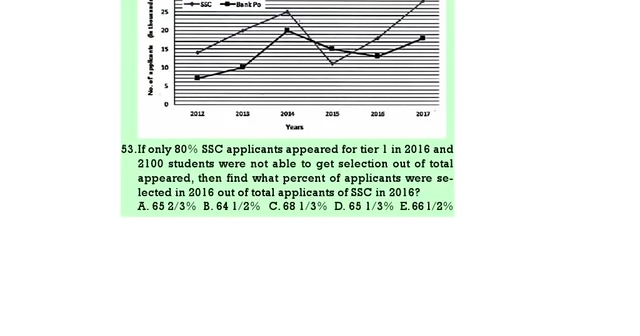 25
SSC Bank Po
20
15
10
5
0
No. of applicants (in thousands
2012 2013 2014 2015 2016 2017
Years
53.If only 80% SSC applicants appeared for tier 1 in 2016 and
2100 students were not able to get selection out of total
appeared, then find what percent of applicants were se-
lected in 2016 out of total applicants of SSC in 2016?
A. 65 2/3% B. 64 1/2% C. 68 1/3% D. 65 1/3% E. 66 1/2%